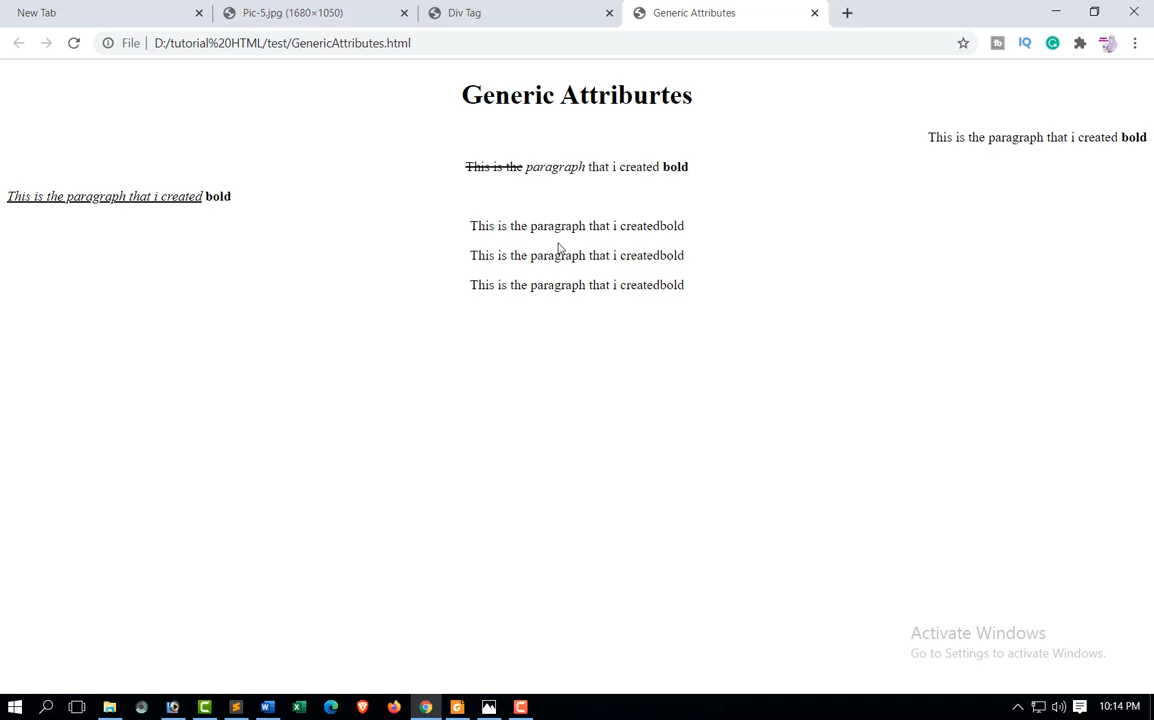 New Tab
Pic-5.jpg (1680×1050)
Div Tag
Generic Attributes
File
D:/tutorial%20HTML/test/GenericAttributes.html
IQ
Generic Attriburtes
This is the paragraph that i created bold
This is the paragraph that i created bold
This is the paragraph that i created bold
This is the paragraph that i createdbold
This is the paragraph that i createdbold
This is the paragraph that i createdbold
Activate Windows
Go to Settings to activate Windows.
10:14 PM